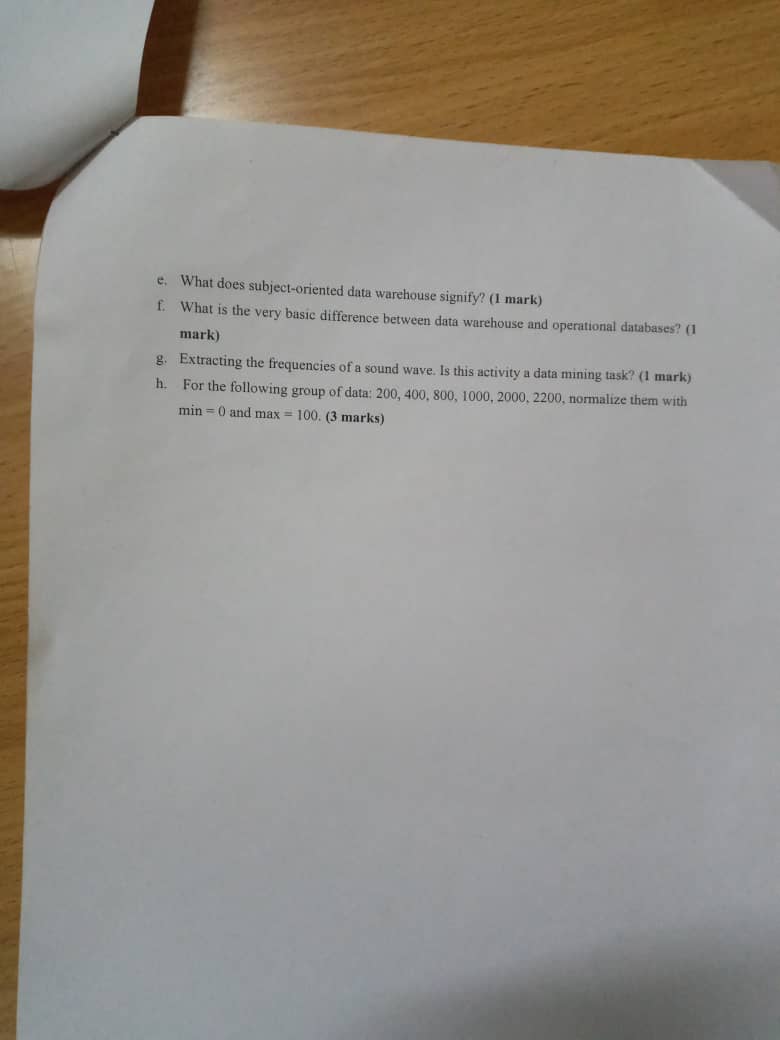 e. What does subject-oriented data warehouse signify? (1 mark)
f. What is the very basic difference between data warehouse and operational databases? (1
mark)
g. Extracting the frequencies of a sound wave. Is this activity a data mining task? (1 mark)
h. For the following group of data: 200, 400, 800, 1000, 2000, 2200, normalize them with
min = 0 and max = 100. (3 marks)